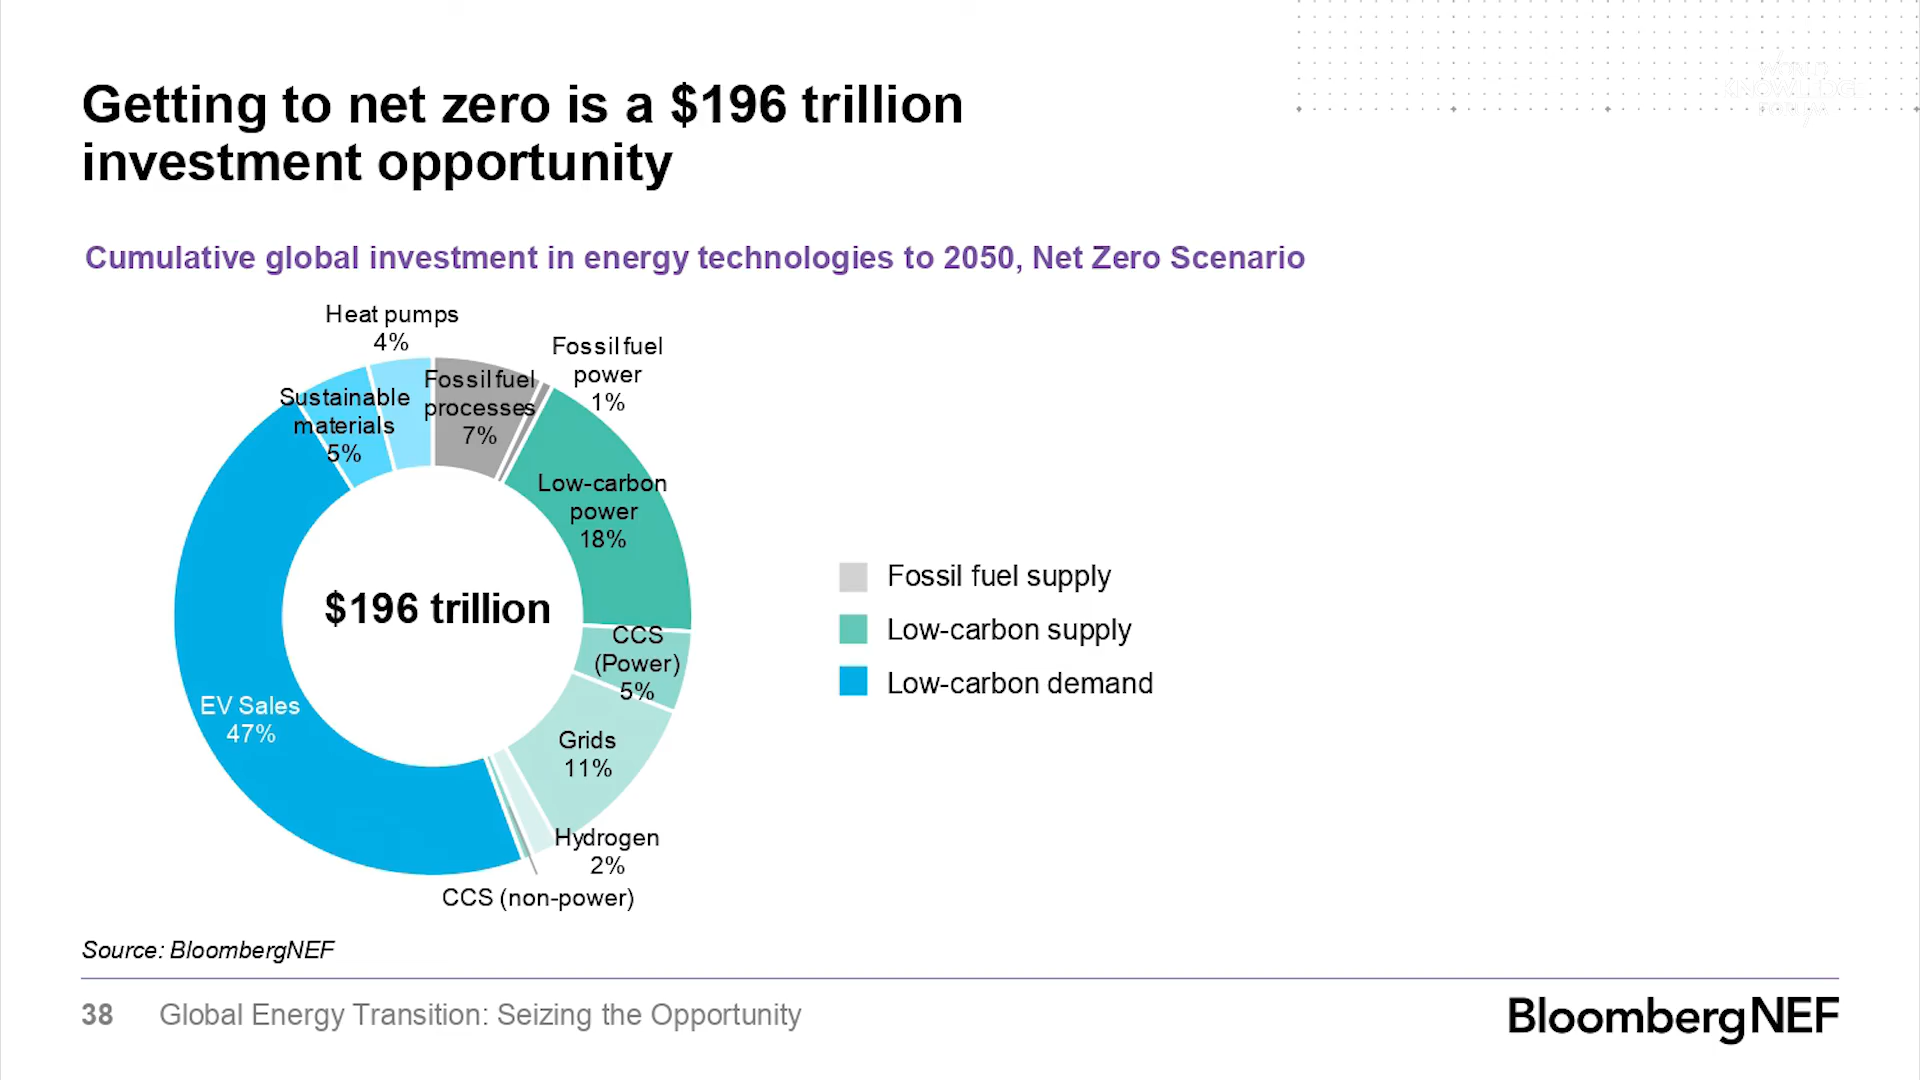 Getting to net zero is a $196 trillion
investment opportunity
Cumulative global investment in energy technologies to 2050, Net Zero Scenario
Heat pumps
4%
Fossil fuel
power
1%
Fossil fuel
processes
7%
Sustainable
materials
5%
Low-carbon
power
18%
$196 trillion
CCS
(Power)
5%
EV Sales
47%
Grids
11%
Hydrogen
2%
CCS (non-power)
Fossil fuel supply
Low-carbon supply
Low-carbon demand
Source: BloombergNEF
38 Global Energy Transition: Seizing the Opportunity
BloombergNEF